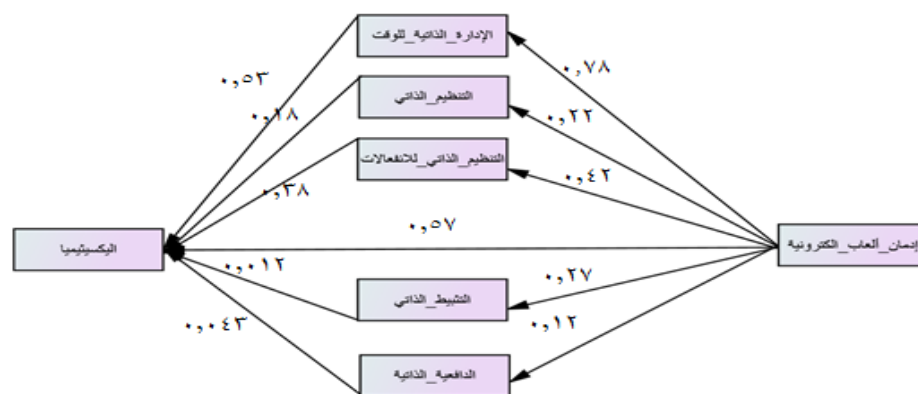 الإدارة_الذاتية_للوقت
٠,٧٨
٠,٥٣
التنظيم_الذاتي
٠,٢٢
٠,١٨
التنظيم_الذاتي_للانفعالات
٠,٤٢
٠,٣٨
إدمان_ألعاب_الكترونية
٠,٥٧
اليكسيثيميا
٠,٢٧
٠,٠١٢
التثبيط_الذاتي
٠,١٢
٠,٠٤٣
الدافعية_الذاتية